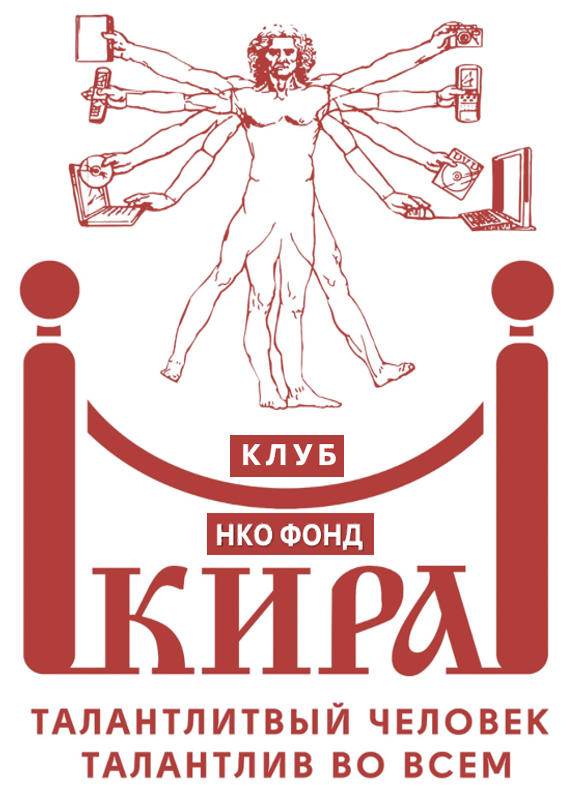 КЛУБ
НКО ФОНД
КИРА
ТАЛАНТЛИТВЫЙ ЧЕЛОВЕК
ТАЛАНТЛИВ ВО ВСЕМ